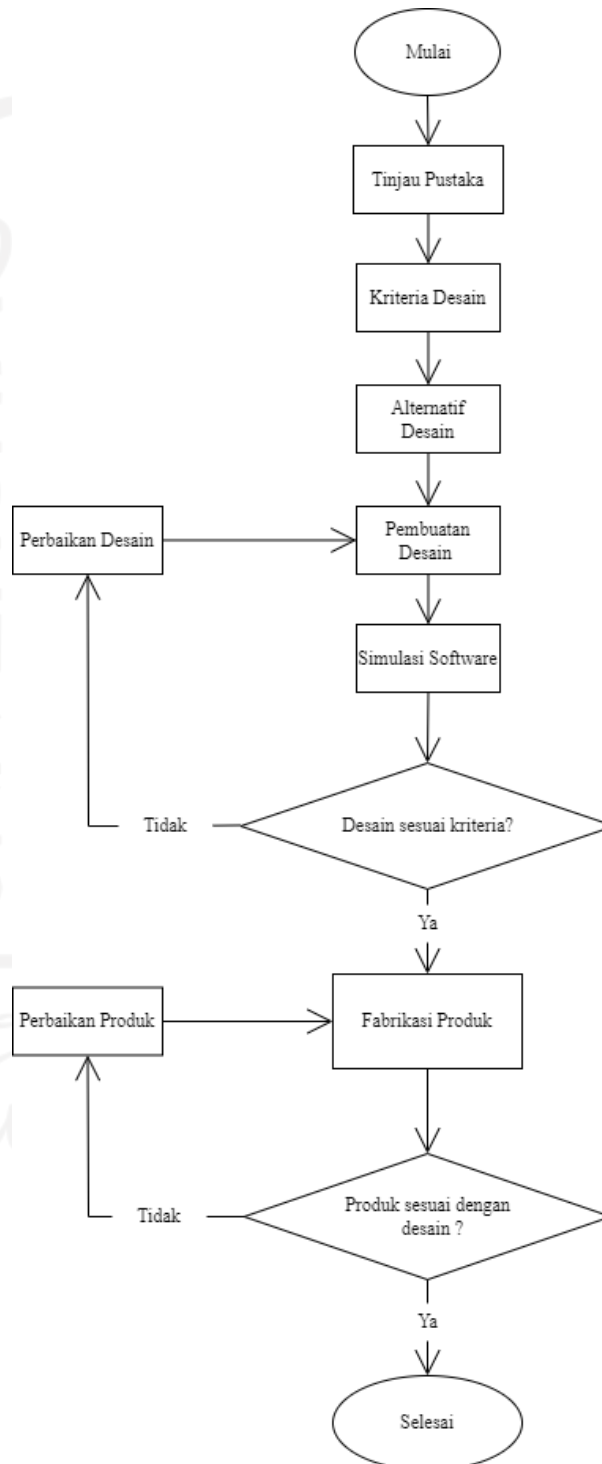 Mulai
Tinjau Pustaka
Kriteria Desain
Alternatif
Desain
Perbaikan Desain
Pembuatan
Desain
Simulasi Software
Tidak
Desain sesuai kriteria?
Ya
Perbaikan Produk
Fabrikasi Produk
Tidak
Produk sesuai dengan
desain ?
Ya
Selesai